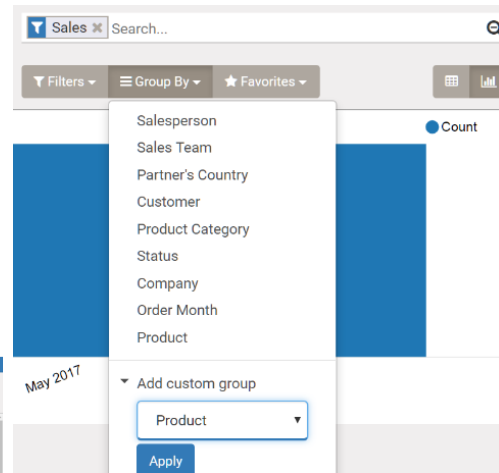 Sales Search...
Filters Group By Favorites
Salesperson
Count
Sales Team
Partner's Country
Customer
Product Category
Status
Company
Order Month
Product
May 2017
Add custom group
Product
Apply